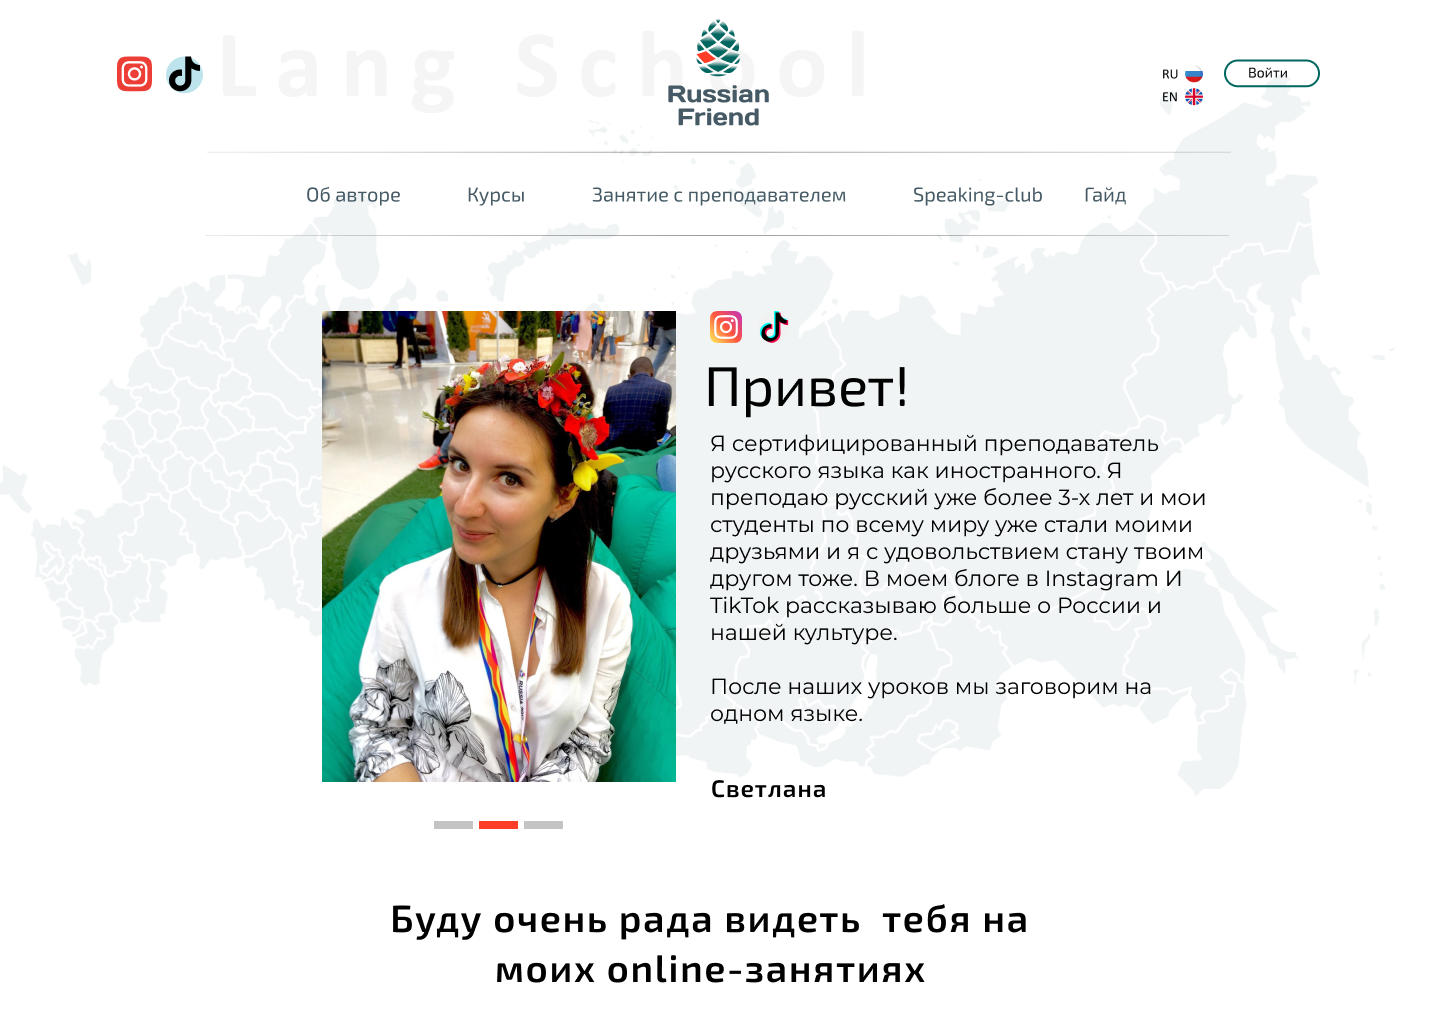 Lang School
Russian
Friend
RU
EN
Войти
Об авторе
Курсы
Занятие с преподавателем
Speaking-club
Гайд
Привет!
Я сертифицированный преподаватель
русского языка как иностранного. Я
преподаю русский уже более 3-х лет и мои
студенты по всему миру уже стали моими
друзьями и я с удовольствием стану твоим
другом тоже. В моем блоге в Instagram И
TikTok рассказываю больше о России и
нашей культуре.
После наших уроков мы заговорим на
одном языке.
Светлана
Буду очень рада видеть  тебя на
моих online-занятиях